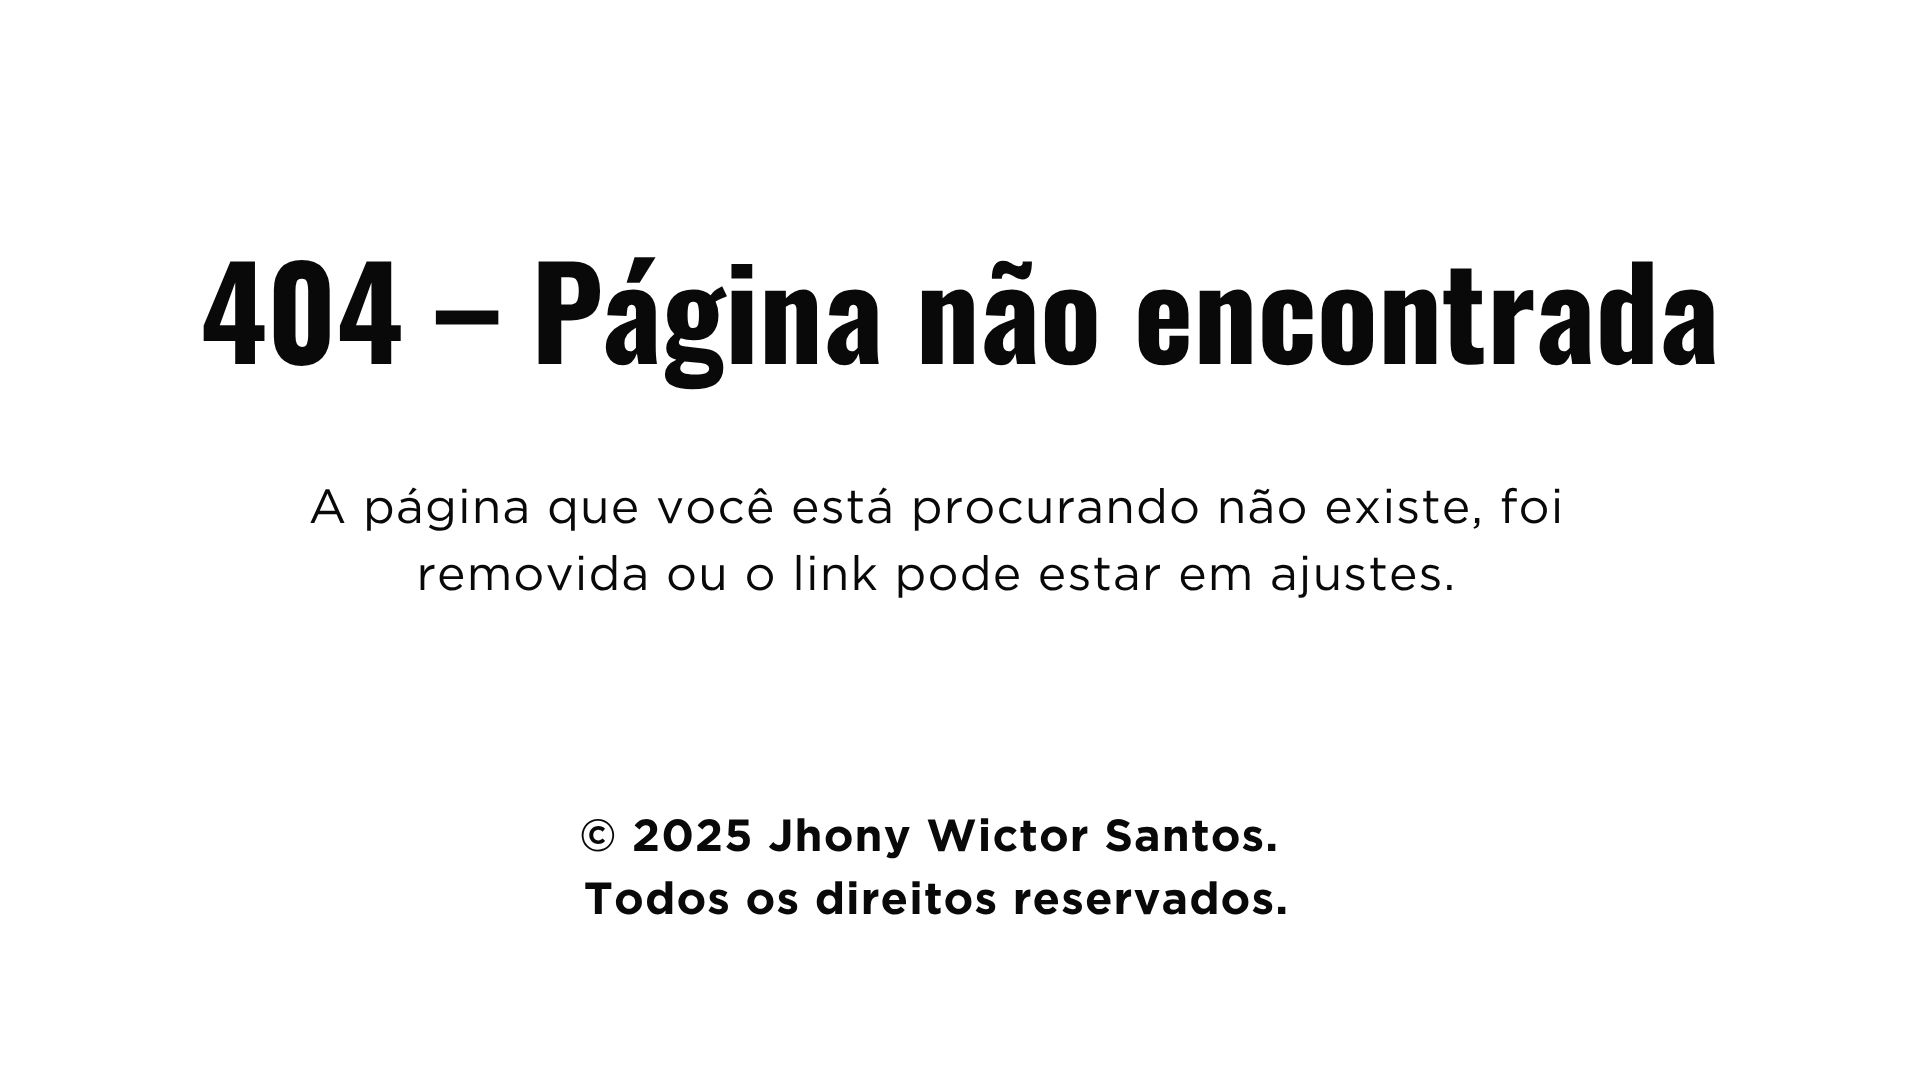 404 – Página não encontrada
A página que você está procurando não existe, foi
removida ou o link pode estar em ajustes.
© 2025 Jhony Wictor Santos.
Todos os direitos reservados.